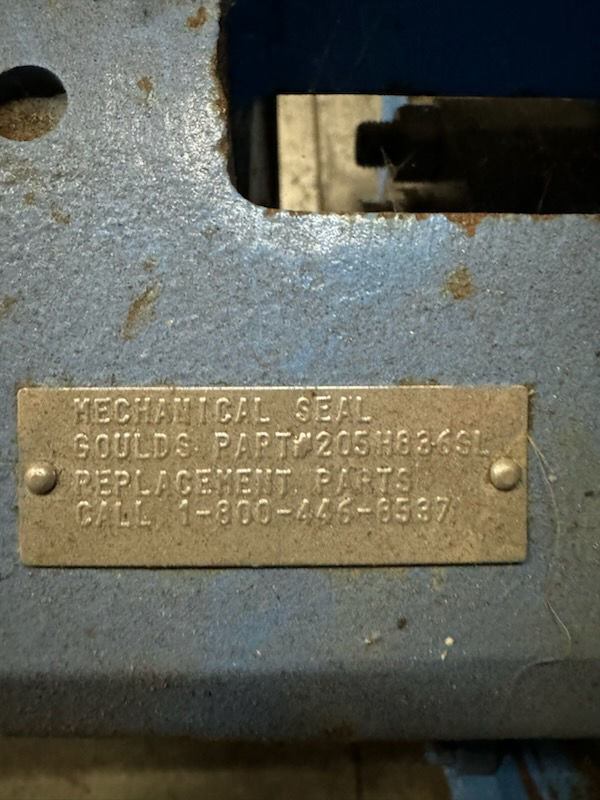 MECHANICAL SEAL
GOULDS PART#205H836SL
REPLACEMENT PARTS
CALL 1-800-446-8537